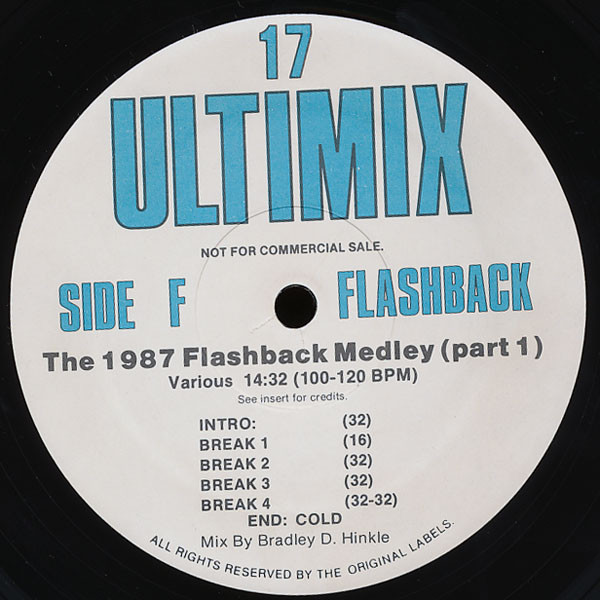 17
ULTIMIX
NOT FOR COMMERCIAL SALE.
SIDE F FLASHBACK
The 1987 Flashback Medley (part 1)
Various 14:32 (100-120 BPM)
See insert for credits.
INTRO: (32)
BREAK 1 (16)
BREAK 2 (32)
BREAK 3 (32)
BREAK 4 (32-32)
END: COLD
Mix By Bradley D. Hinkle
ALL RIGHTS RESERVED BY THE ORIGINAL LABELS.